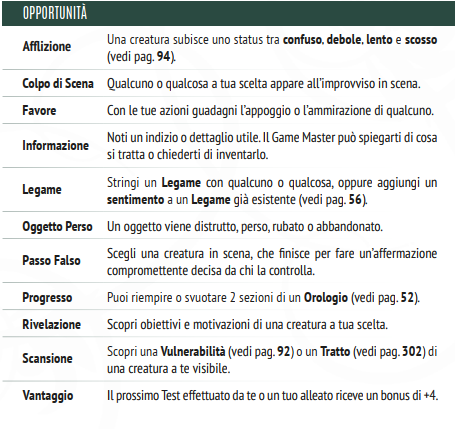 OPPORTUNITÀ
Afflizione
Una creatura subisce uno status tra confuso, debole, lento e scosso
(vedi pag. 94).
Colpo di Scena
Qualcuno o qualcosa a tua scelta appare all'improvviso in scena.
Favore
Con le tue azioni guadagni l'appoggio o l'ammirazione di qualcuno.
Informazione
Noti un indizio o dettaglio utile. Il Game Master può spiegarti di cosa
si tratta o chiederti di inventarlo.
Legame
Stringi un Legame con qualcuno o qualcosa, oppure aggiungi un
sentimento a un Legame già esistente (vedi pag. 56).
Oggetto Perso
Un oggetto viene distrutto, perso, rubato o abbandonato.
Passo Falso
Scegli una creatura in scena, che finisce per fare un'affermazione
compromettente decisa da chi la controlla.
Progresso
Puoi riempire o svuotare 2 sezioni di un Orologio (vedi pag. 52).
Rivelazione
Scopri obiettivi e motivazioni di una creatura a tua scelta.
Scansione
Scopri una Vulnerabilità (vedi pag. 92) o un Tratto (vedi pag. 302) di
una creatura a te visibile.
Vantaggio
Il prossimo Test effettuato da te o un tuo alleato riceve un bonus di +4.